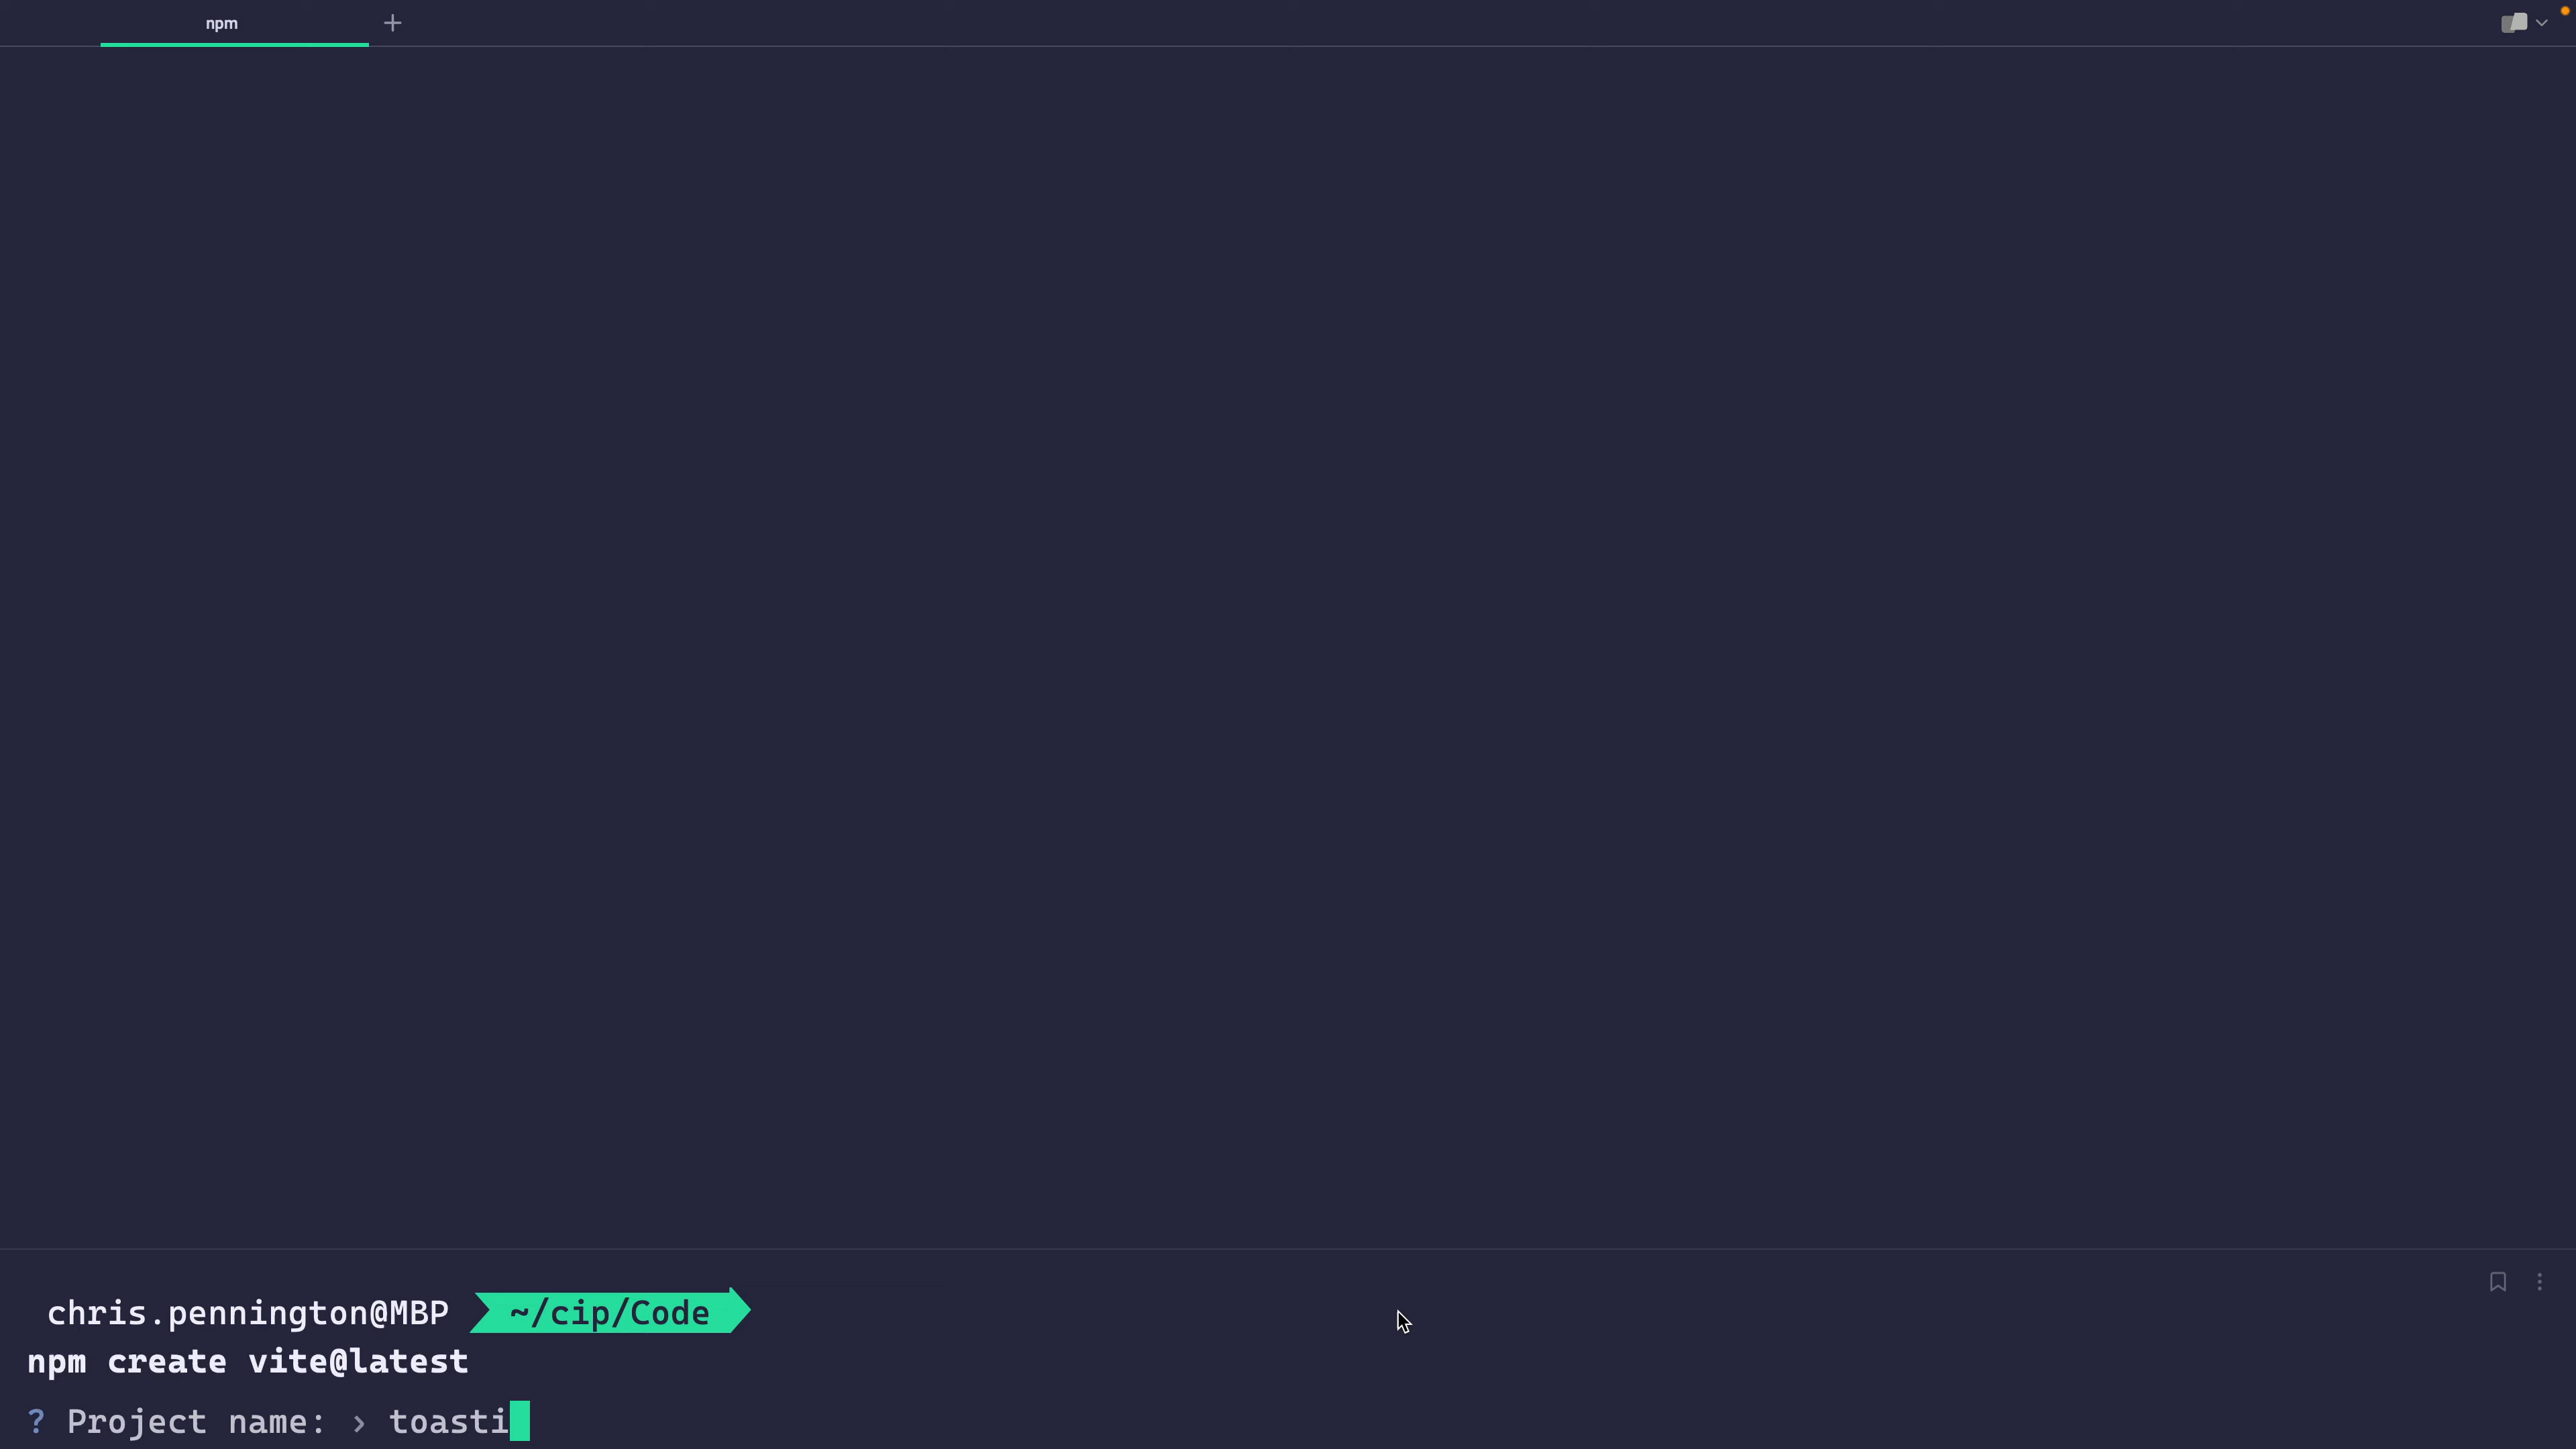 npm
chris.pennington@MBP ~/cip/Code
npm create vite@latest
? Project name: › toasti